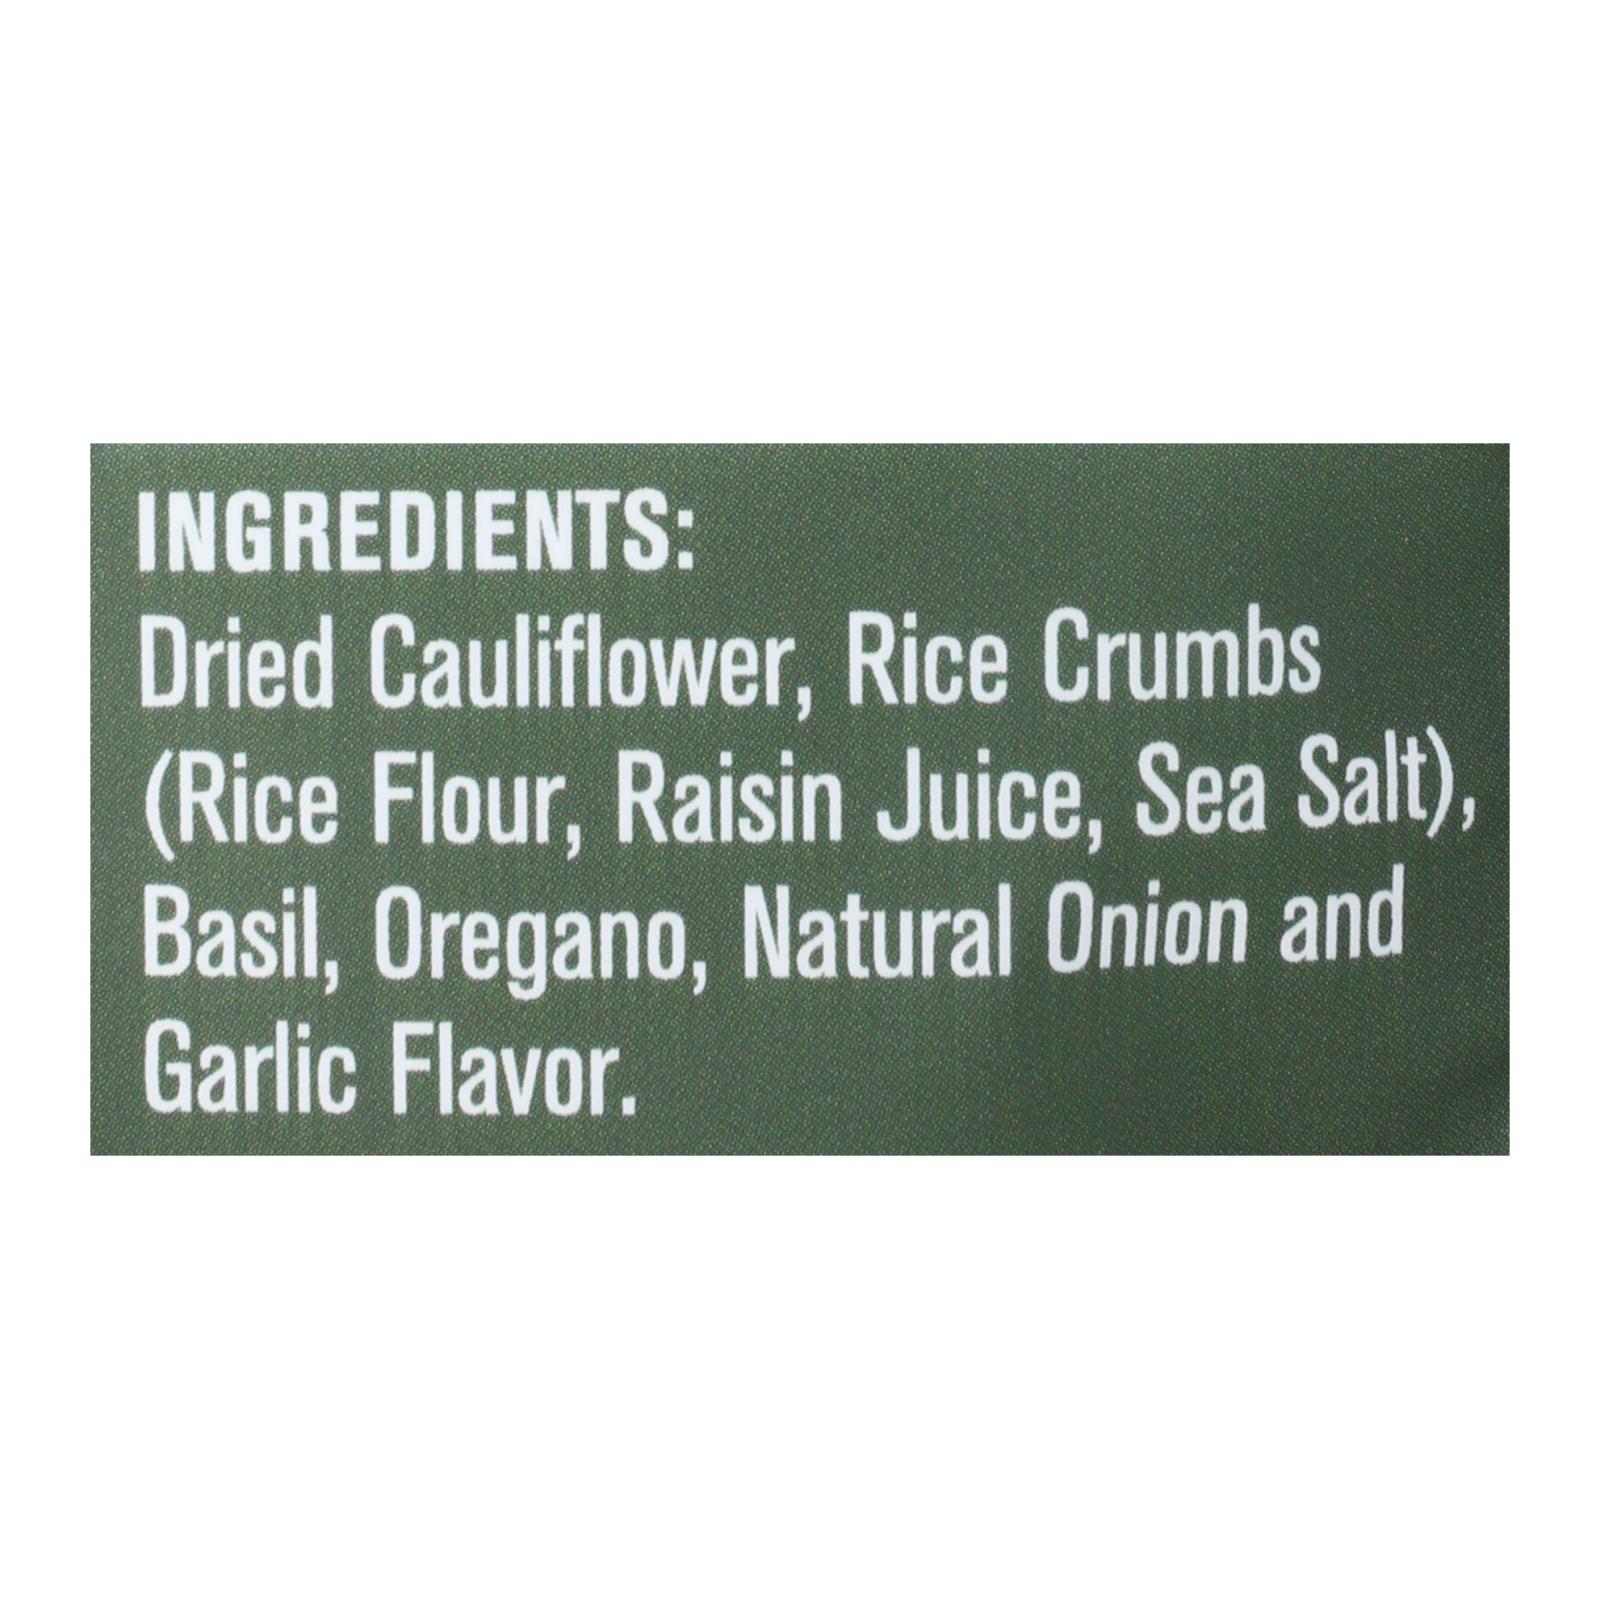 INGREDIENTS:
Dried Cauliflower, Rice Crumbs
(Rice Flour, Raisin Juice, Sea Salt),
Basil, Oregano, Natural Onion and
Garlic Flavor.